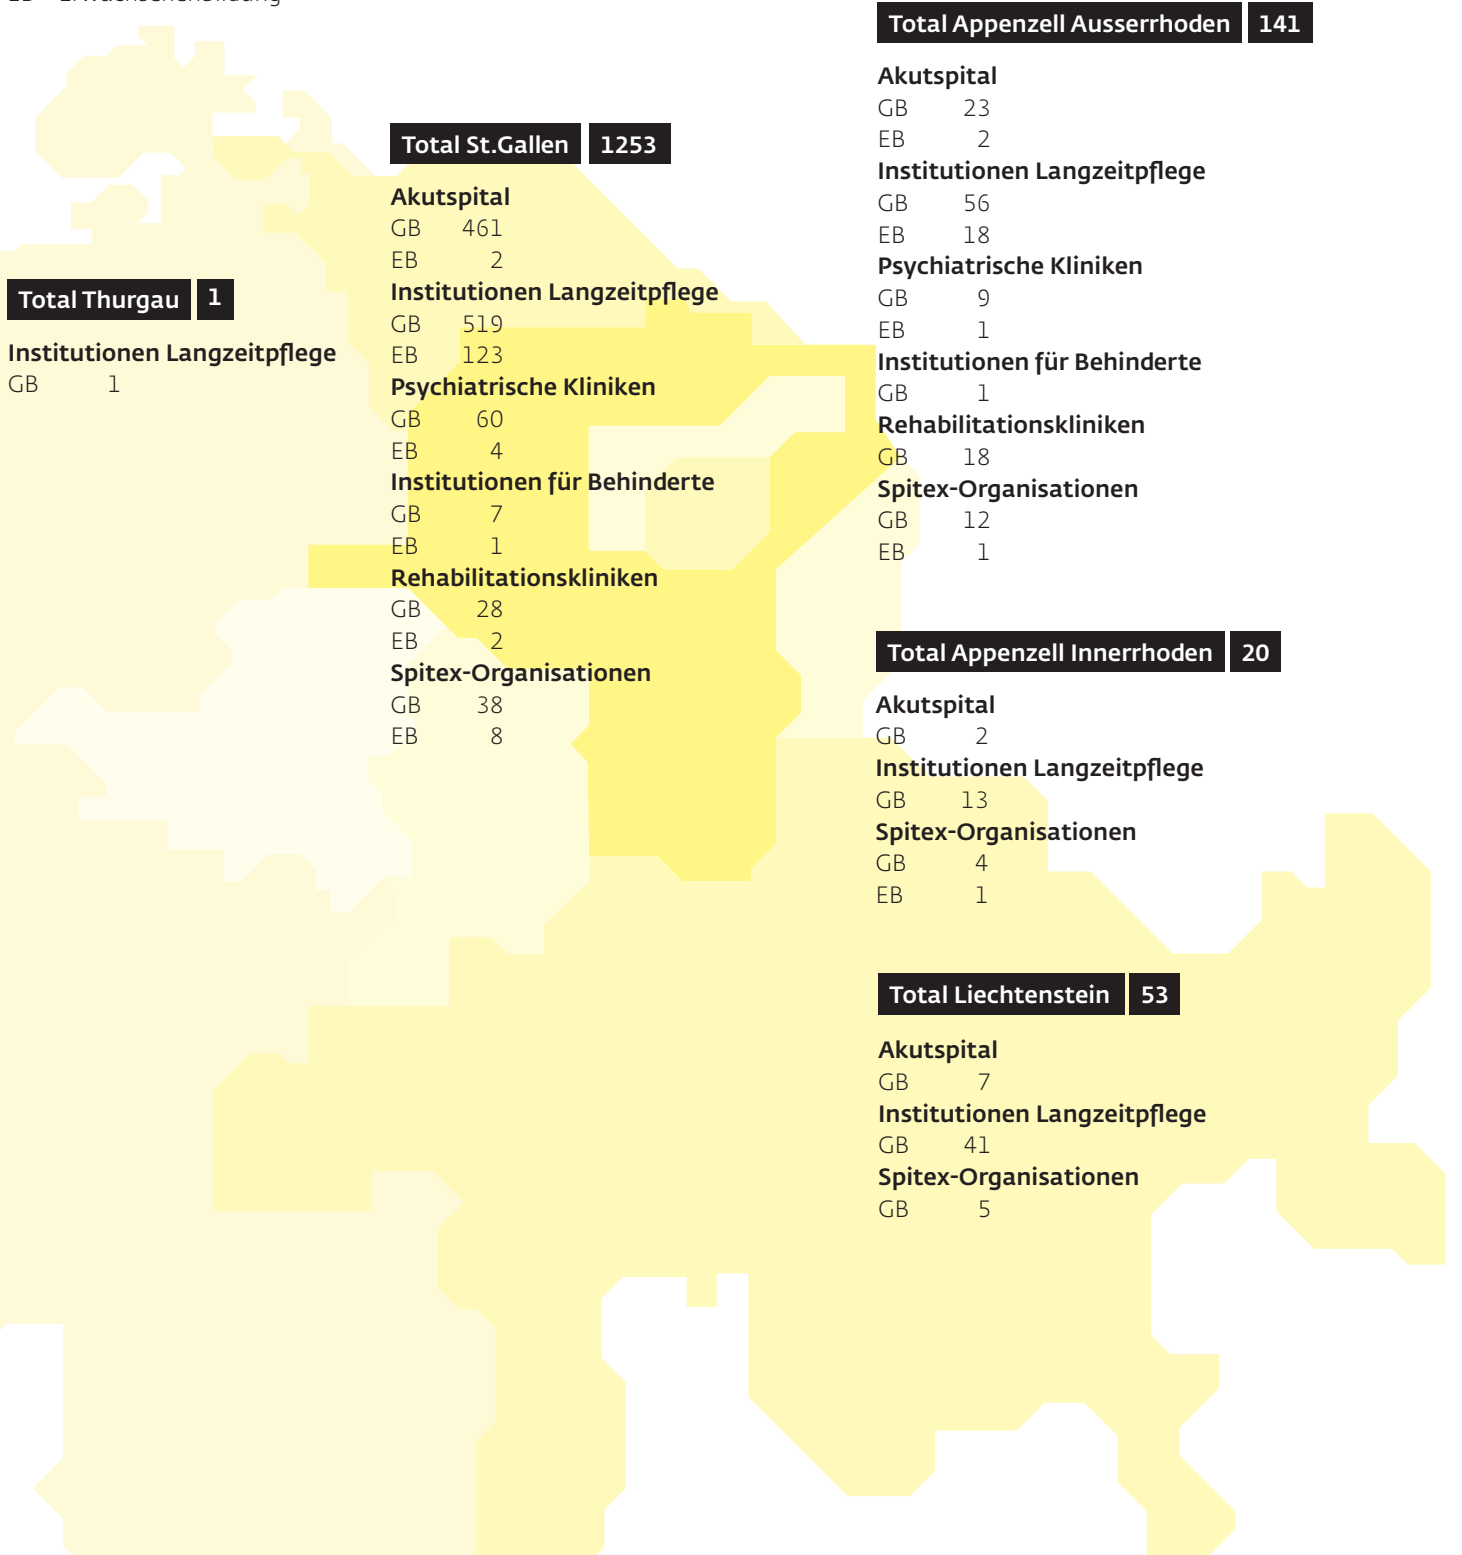 Total Thurgau 1
Institutionen Langzeitpflege
GB 1
Total St.Gallen 1253
Akutspital
GB 461
EB 2
Institutionen Langzeitpflege
GB 519
EB 123
Psychiatrische Kliniken
GB 60
EB 4
Institutionen für Behinderte
GB 7
EB 1
Rehabilitationskliniken
GB 28
EB 2
Spitex-Organisationen
GB 38
EB 8
Total Appenzell Ausserrhoden 141
Akutspital
GB 23
EB 2
Institutionen Langzeitpflege
GB 56
EB 18
Psychiatrische Kliniken
GB 9
EB 1
Institutionen für Behinderte
GB 1
Rehabilitationskliniken
GB 18
Spitex-Organisationen
GB 12
EB 1
Total Appenzell Innerrhoden 20
Akutspital
GB 2
Institutionen Langzeitpflege
GB 13
Spitex-Organisationen
GB 4
EB 1
Total Liechtenstein 53
Akutspital
GB 7
Institutionen Langzeitpflege
GB 41
Spitex-Organisationen
GB 5